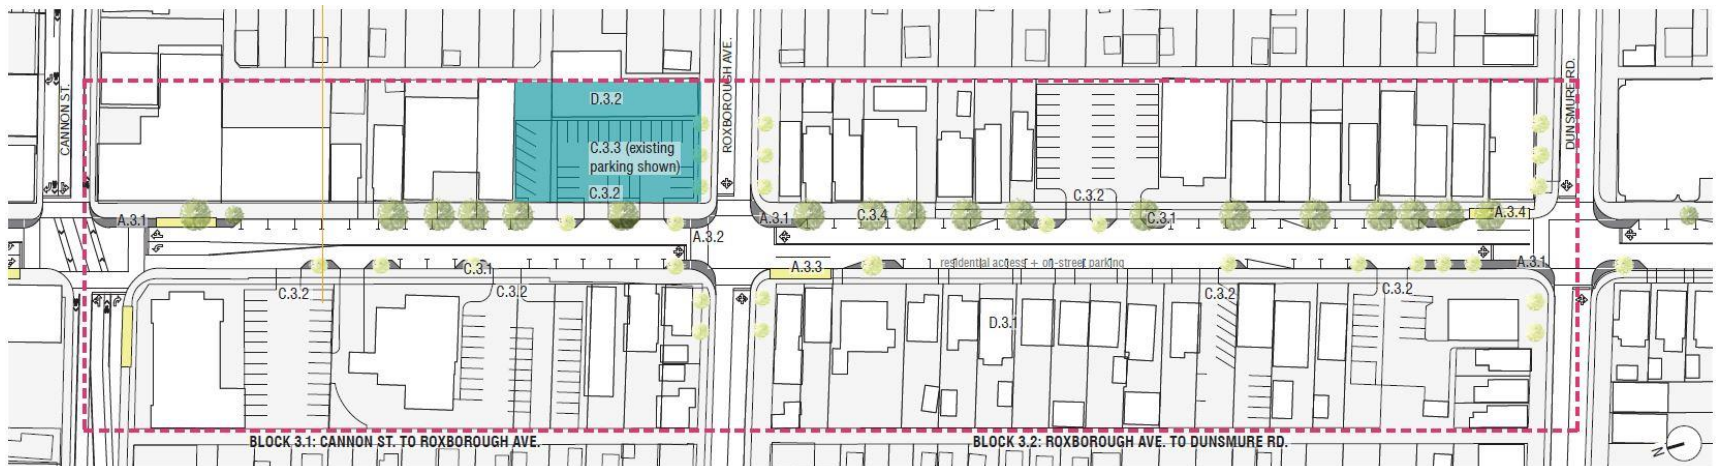 CANNON ST.
ROXBOROUGH AVE.
DUNSMURE RD.
D.3.2
C.3.3 (existing
parking shown)
C.3.2
C.3.2
A.3.1
A.3.1
C.3.4
C.3.1
A.3.4
A.3.2
C.3.1
A.3.3
residential access + on-street parking
A.3.1
C.3.2
C.3.2
C.3.2
C.3.2
D.3.1
BLOCK 3.1: CANNON ST. TO ROXBOROUGH AVE.
BLOCK 3.2: ROXBOROUGH AVE. TO DUNSMURE RD.
N